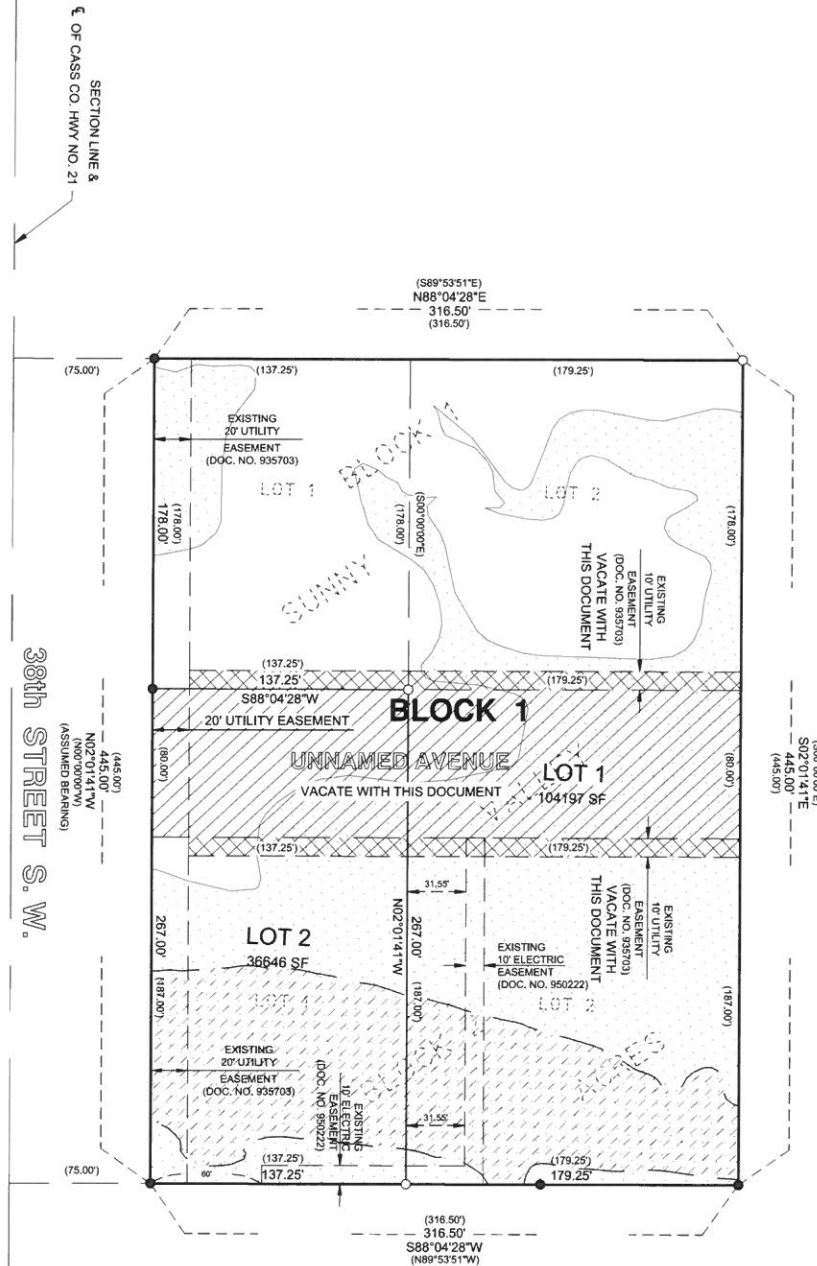 SECTION LINE &
℄ OF CASS CO. HWY NO. 21
(S89°53'51"E)
N88°04'28"E
316.50'
(316.50')
(75.00')
(137.25')
(179.25')
EXISTING
20' UTILITY
EASEMENT
(DOC. NO. 935703)
LOT 1
BLOCK
LOT 2
(178.00')
178.00'
(S00°00'00"E)
(178.00')
(178.00')
SUNNY
EXISTING
10' UTILITY
EASEMENT
(DOC. NO. 935703)
VACATE WITH
THIS DOCUMENT
(137.25')
137.25'
S88°04'28"W
(179.25')
BLOCK 1
20' UTILITY EASEMENT
(80.00')
UNNAMED AVENUE
VACATE WITH THIS DOCUMENT
LOT 1
104197 SF
(80.00')
S02°01'41"E
445.00'
(445.00')
(445.00')
445.00'
N02°01'41"W
(N00°00'00"W)
(ASSUMED BEARING)
38th STREET S.W.
(137.25')
(179.25')
31.55'
EXISTING
10' UTILITY
EASEMENT
(DOC. NO. 935703)
VACATE WITH
THIS DOCUMENT
LOT 2
36646 SF
LOT 1
267.00'
(187.00')
267.00'
N02°01'41"W
(187.00')
EXISTING
10' ELECTRIC
EASEMENT
(DOC. NO. 950222)
LOT 2
(187.00')
ACRES
EXISTING
20' UTILITY
EASEMENT
(DOC. NO. 935703)
EXISTING
10' ELECTRIC
EASEMENT
(DOC. NO. 950222)
31.55'
(75.00')
60'
(137.25')
137.25'
(179.25')
179.25'
(316.50')
316.50'
S88°04'28"W
(N89°53'51"W)